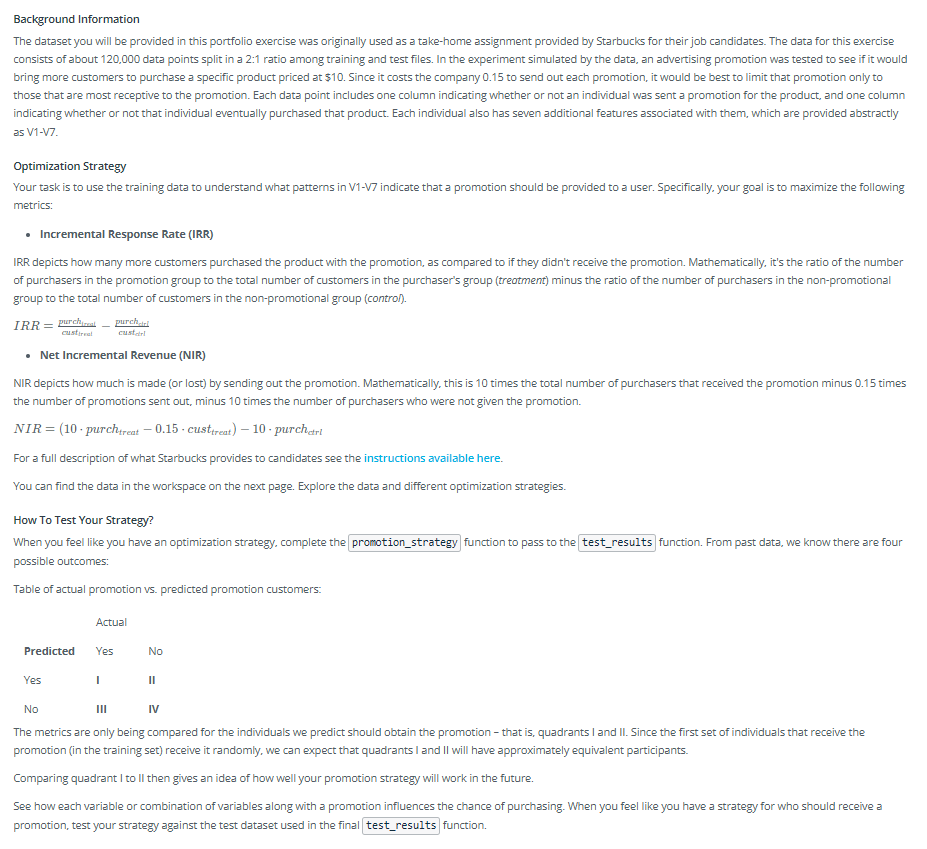 Background Information
The dataset you will be provided in this portfolio exercise was originally used as a take-home assignment provided by Starbucks for their job candidates. The data for this exercise
consists of about 120,000 data points split in a 2:1 ratio among training and test files. In the experiment simulated by the data, an advertising promotion was tested to see if it would
bring more customers to purchase a specific product priced at $10. Since it costs the company 0.15 to send out each promotion, it would be best to limit that promotion only to
those that are most receptive to the promotion. Each data point includes one column indicating whether or not an individual was sent a promotion for the product, and one column
indicating whether or not that individual eventually purchased that product. Each individual also has seven additional features associated with them, which are provided abstractly
as V1-V7.
Optimization Strategy
Your task is to use the training data to understand what patterns in V1-V7 indicate that a promotion should be provided to a user. Specifically, your goal is to maximize the following
metrics:
• Incremental Response Rate (IRR)
IRR depicts how many more customers purchased the product with the promotion, as compared to if they didn't receive the promotion. Mathematically, it's the ratio of the number
of purchasers in the promotion group to the total number of customers in the purchaser's group (treatment) minus the ratio of the number of purchasers in the non-promotional
group to the total number of customers in the non-promotional group (control).
IRR = purch_treat / cust_treat − purch_ctrl / cust_ctrl
• Net Incremental Revenue (NIR)
NIR depicts how much is made (or lost) by sending out the promotion. Mathematically, this is 10 times the total number of purchasers that received the promotion minus 0.15 times
the number of promotions sent out, minus 10 times the number of purchasers who were not given the promotion.
NIR = (10 · purch_treat − 0.15 · cust_treat) − 10 · purch_ctrl
For a full description of what Starbucks provides to candidates see the instructions available here.
You can find the data in the workspace on the next page. Explore the data and different optimization strategies.
How To Test Your Strategy?
When you feel like you have an optimization strategy, complete the promotion_strategy function to pass to the test_results function. From past data, we know there are four
possible outcomes:
Table of actual promotion vs. predicted promotion customers:
Actual
Predicted Yes No
Yes I II
No III IV
The metrics are only being compared for the individuals we predict should obtain the promotion – that is, quadrants I and II. Since the first set of individuals that receive the
promotion (in the training set) receive it randomly, we can expect that quadrants I and II will have approximately equivalent participants.
Comparing quadrant I to II then gives an idea of how well your promotion strategy will work in the future.
See how each variable or combination of variables along with a promotion influences the chance of purchasing. When you feel like you have a strategy for who should receive a
promotion, test your strategy against the test dataset used in the final test_results function.